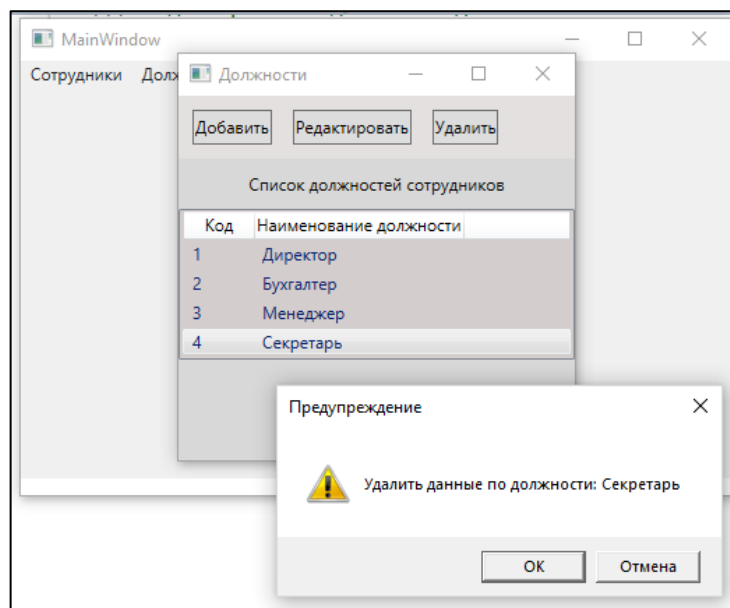 MainWindow
Сотрудники Долж
Должности
Добавить Редактировать Удалить
Список должностей сотрудников
Код Наименование должности
1 Директор
2 Бухгалтер
3 Менеджер
4 Секретарь
Предупреждение
Удалить данные по должности: Секретарь
ОК Отмена